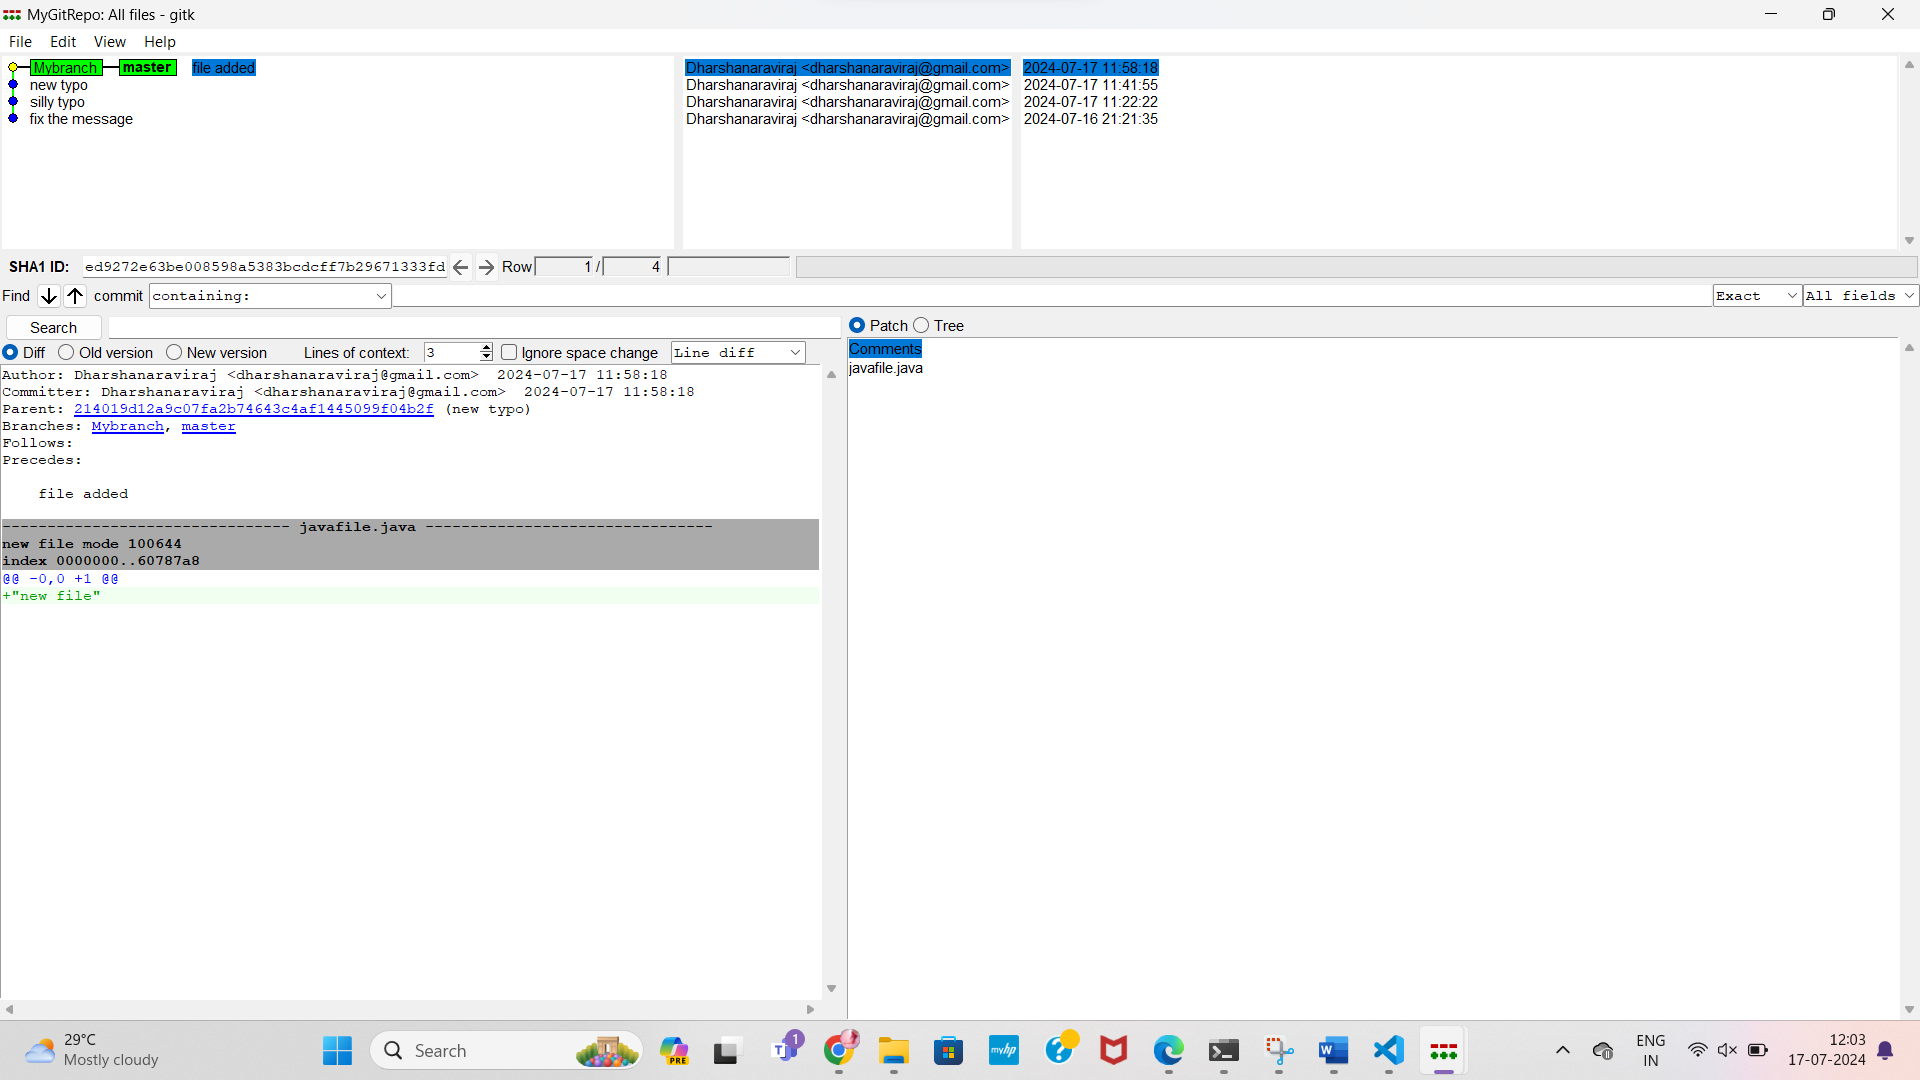 MyGitRepo: All files - gitk
File Edit View Help
Mybranch master file added Dharshanaraviraj <dharshanaraviraj@gmail.com> 2024-07-17 11:58:18
new typo Dharshanaraviraj <dharshanaraviraj@gmail.com> 2024-07-17 11:41:55
silly typo Dharshanaraviraj <dharshanaraviraj@gmail.com> 2024-07-17 11:22:22
fix the message Dharshanaraviraj <dharshanaraviraj@gmail.com> 2024-07-16 21:21:35
SHA1 ID: ed9272e63be008598a5383bcdcff7b29671333fd Row 1 / 4
Find commit containing: Exact All fields
Search
Patch Tree
Diff Old version New version Lines of context: 3 Ignore space change Line diff
Comments
javafile.java
Author: Dharshanaraviraj <dharshanaraviraj@gmail.com> 2024-07-17 11:58:18
Committer: Dharshanaraviraj <dharshanaraviraj@gmail.com> 2024-07-17 11:58:18
Parent: 214019d12a9c07fa2b74643c4af1445099f04b2f (new typo)
Branches: Mybranch, master
Follows:
Precedes:
file added
-------------------------------- javafile.java --------------------------------
new file mode 100644
index 0000000..60787a8
@@ -0,0 +1 @@
+"new file"
29°C
Mostly cloudy
Search
PRE
T
1
myhp
?
W
ENG
IN
12:03
17-07-2024